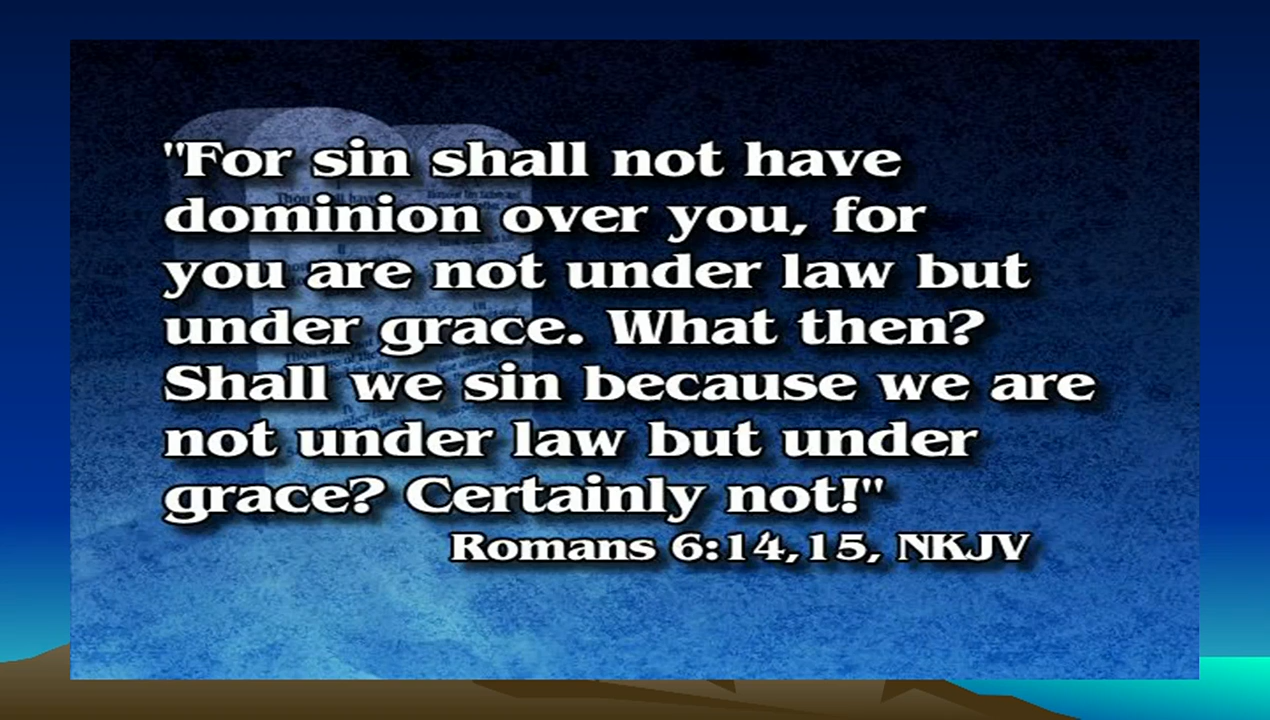 "For sin shall not have
dominion over you, for
you are not under law but
under grace. What then?
Shall we sin because we are
not under law but under
grace? Certainly not!"
Romans 6:14,15, NKJV